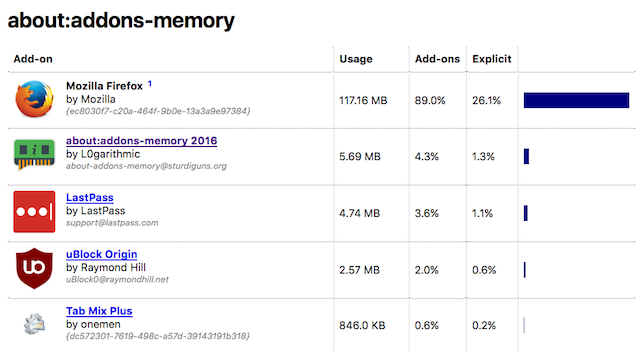 about:addons-memory
Add-on Usage Add-ons Explicit
Mozilla Firefox 1
by Mozilla
{ec8030f7-c20a-464f-9b0e-13a3a9e97384}
117.16 MB 89.0% 26.1%
about:addons-memory 2016
by L0garithmic
about-addons-memory@sturdiguns.org
5.69 MB 4.3% 1.3%
LastPass
by LastPass
support@lastpass.com
4.74 MB 3.6% 1.1%
uBlock Origin
by Raymond Hill
uBlock0@raymondhill.net
2.57 MB 2.0% 0.6%
Tab Mix Plus
by onemen
{dc572301-7619-498c-a57d-39143191b318}
846.0 KB 0.6% 0.2%